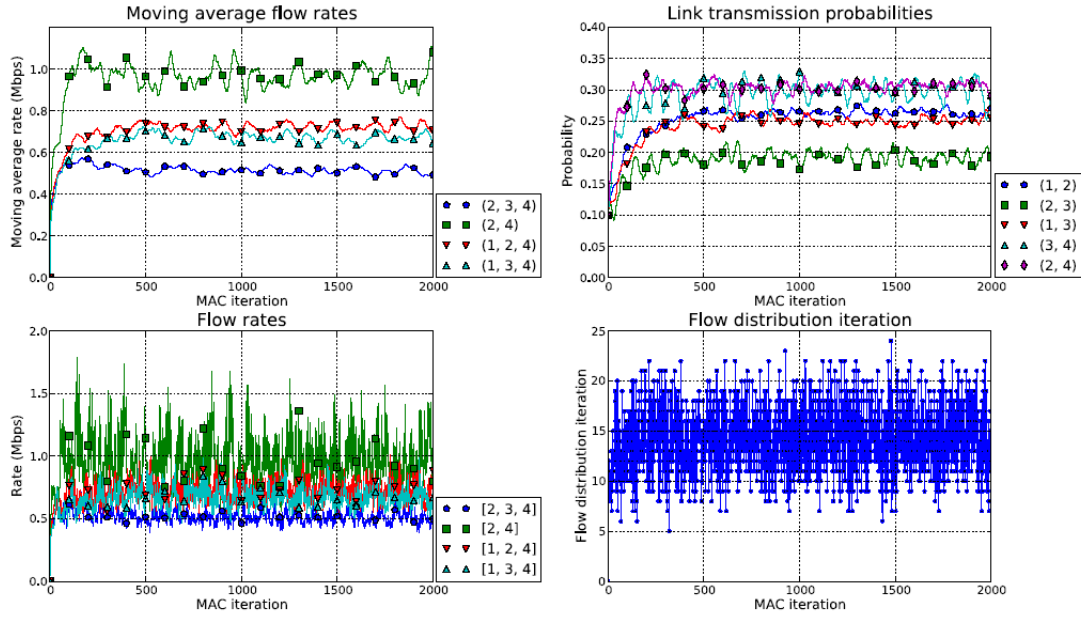 Moving average flow rates
Moving average rate (Mbps)
1.0
0.8
0.6
0.4
0.2
0.0
0
500
1000
1500
2000
MAC iteration
(2, 3, 4)
(2, 4)
(1, 2, 4)
(1, 3, 4)
Link transmission probabilities
Probability
0.40
0.35
0.30
0.25
0.20
0.15
0.10
0.05
0.00
0
500
1000
1500
2000
MAC iteration
(1, 2)
(2, 3)
(1, 3)
(3, 4)
(2, 4)
Flow rates
Rate (Mbps)
2.0
1.5
1.0
0.5
0.0
0
500
1000
1500
2000
MAC iteration
[2, 3, 4]
[2, 4]
[1, 2, 4]
[1, 3, 4]
Flow distribution iteration
Flow distribution iteration
25
20
15
10
5
0
0
500
1000
1500
2000
MAC iteration